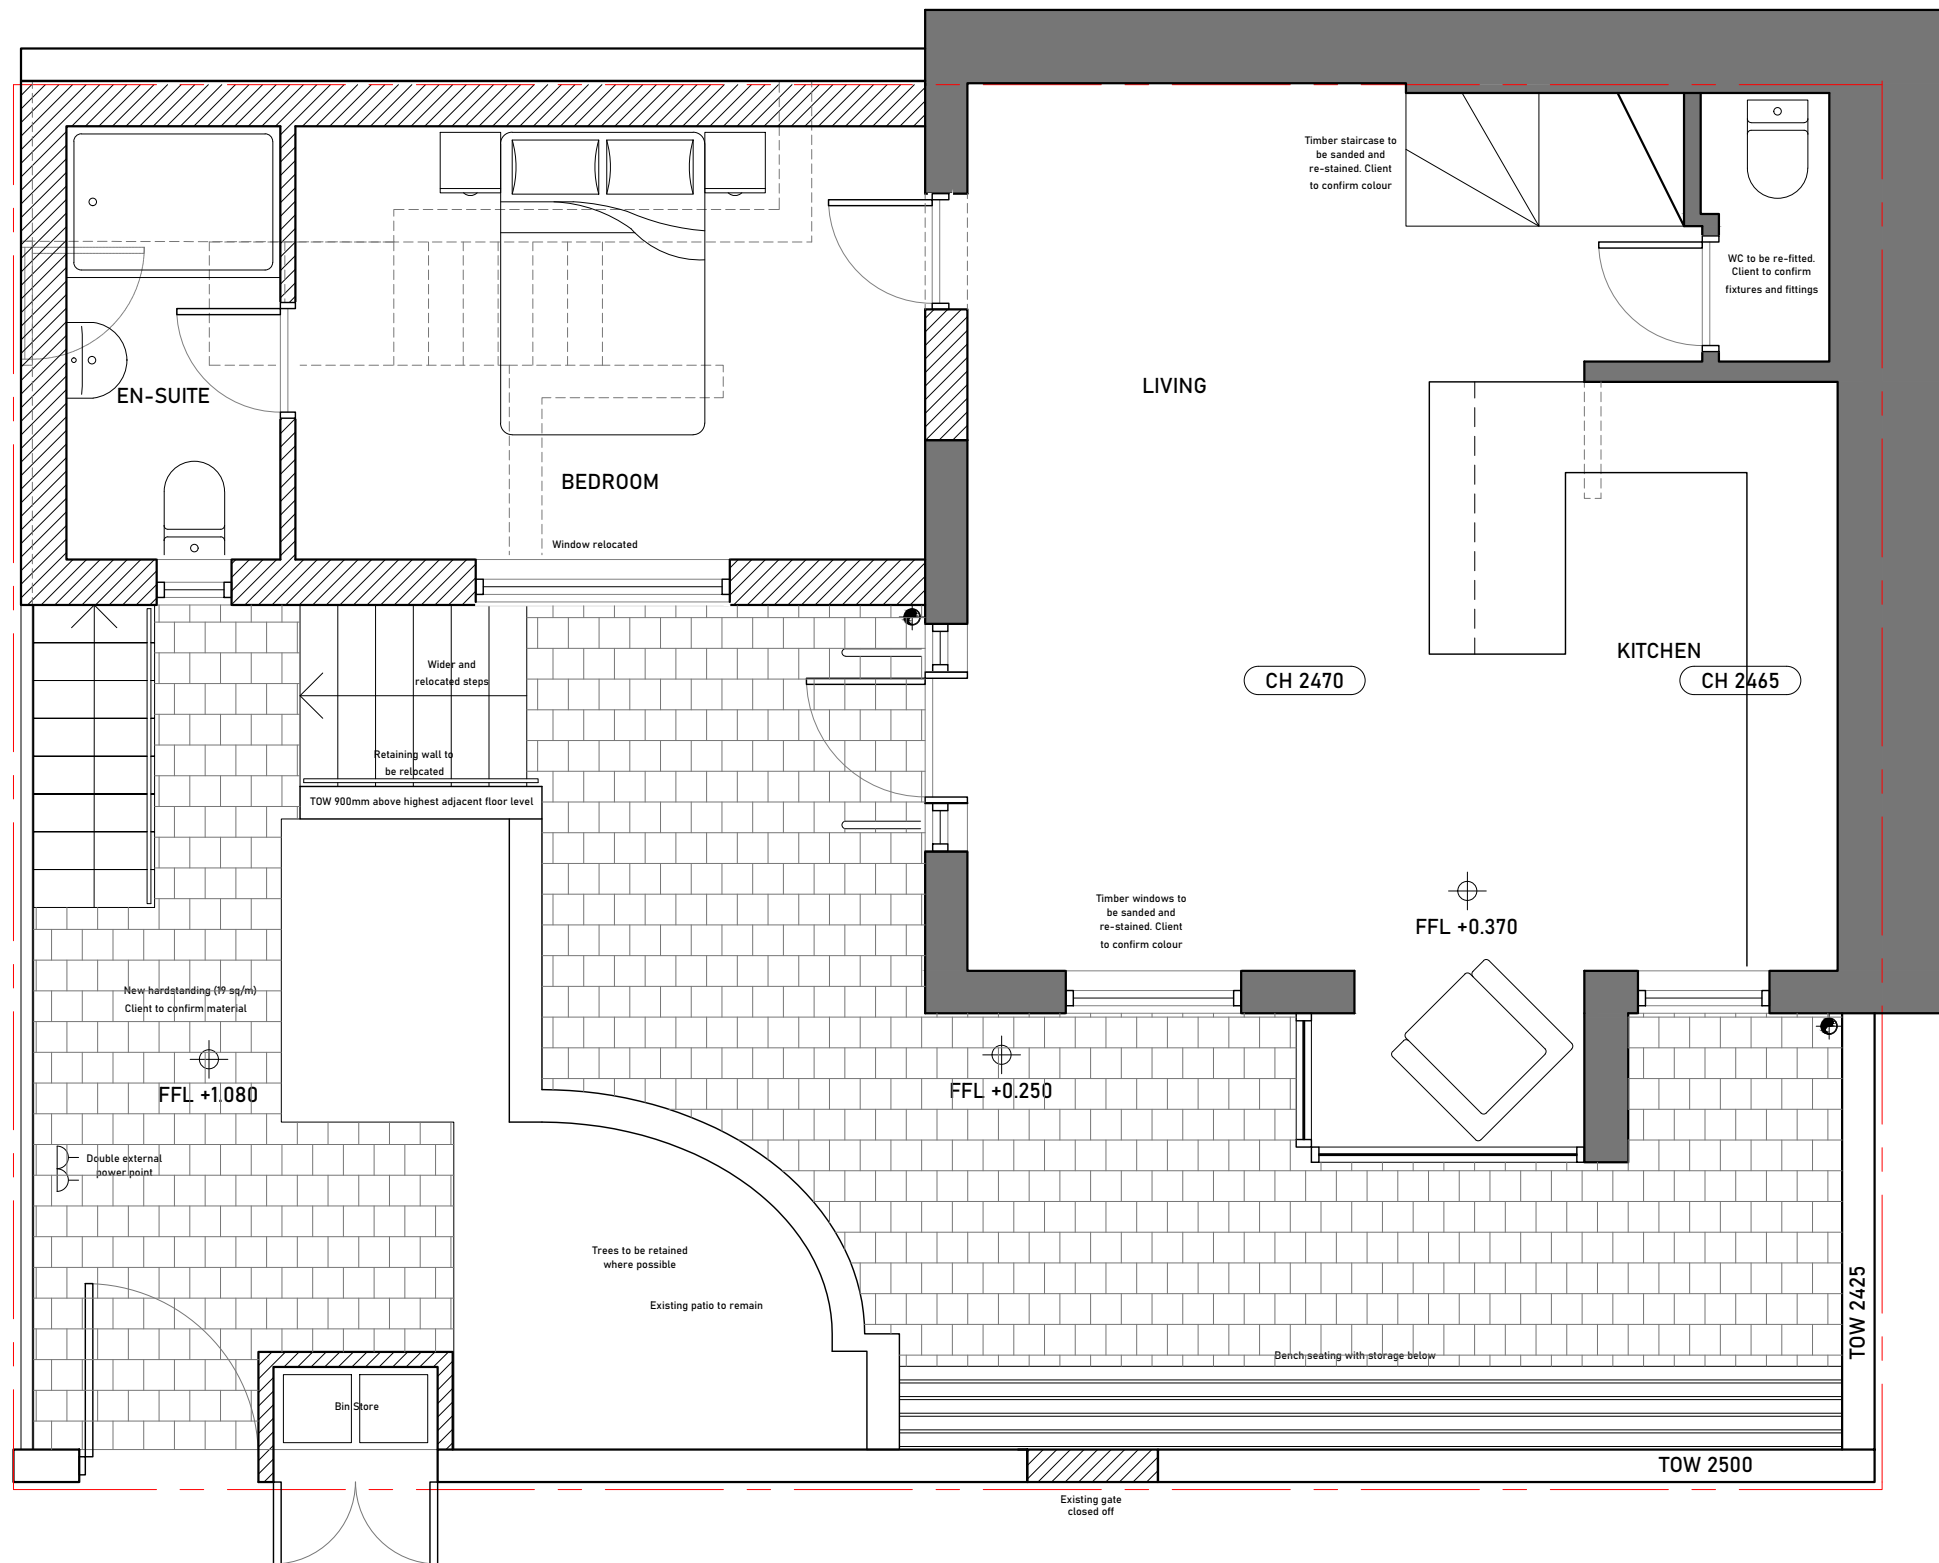 Timber staircase to
be sanded and
re-stained. Client
to confirm colour
WC to be re-fitted.
Client to confirm
fixtures and fittings
EN-SUITE
LIVING
BEDROOM
Window relocated
KITCHEN
CH 2470
CH 2465
Wider and
relocated steps
Retaining wall to
be relocated
TOW 900mm above highest adjacent floor level
Timber windows to
be sanded and
re-stained. Client
to confirm colour
FFL +0.370
New hardstanding (19 sq/m)
Client to confirm material
FFL +1.080
FFL +0.250
Double external
power point
Trees to be retained
where possible
Existing patio to remain
TOW 2425
Bench seating with storage below
Bin Store
TOW 2500
Existing gate
closed off